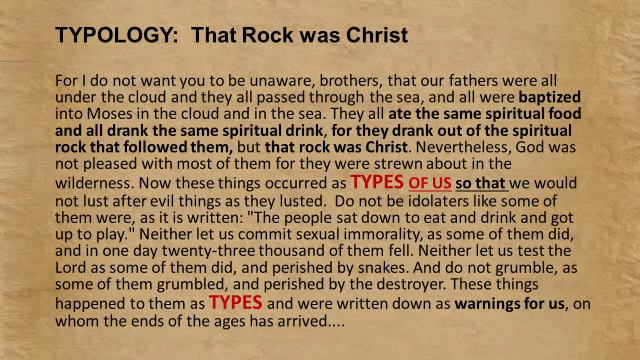 TYPOLOGY:  That Rock was Christ
For I do not want you to be unaware, brothers, that our fathers were all
under the cloud and they all passed through the sea, and all were baptized
into Moses in the cloud and in the sea. They all ate the same spiritual food
and all drank the same spiritual drink, for they drank out of the spiritual
rock that followed them, but that rock was Christ. Nevertheless, God was
not pleased with most of them for they were strewn about in the
wilderness. Now these things occurred as TYPES OF US so that we would
not lust after evil things as they lusted.  Do not be idolaters like some of
them were, as it is written: "The people sat down to eat and drink and got
up to play." Neither let us commit sexual immorality, as some of them did,
and in one day twenty-three thousand of them fell. Neither let us test the
Lord as some of them did, and perished by snakes. And do not grumble, as
some of them grumbled, and perished by the destroyer. These things
happened to them as TYPES and were written down as warnings for us, on
whom the ends of the ages has arrived....